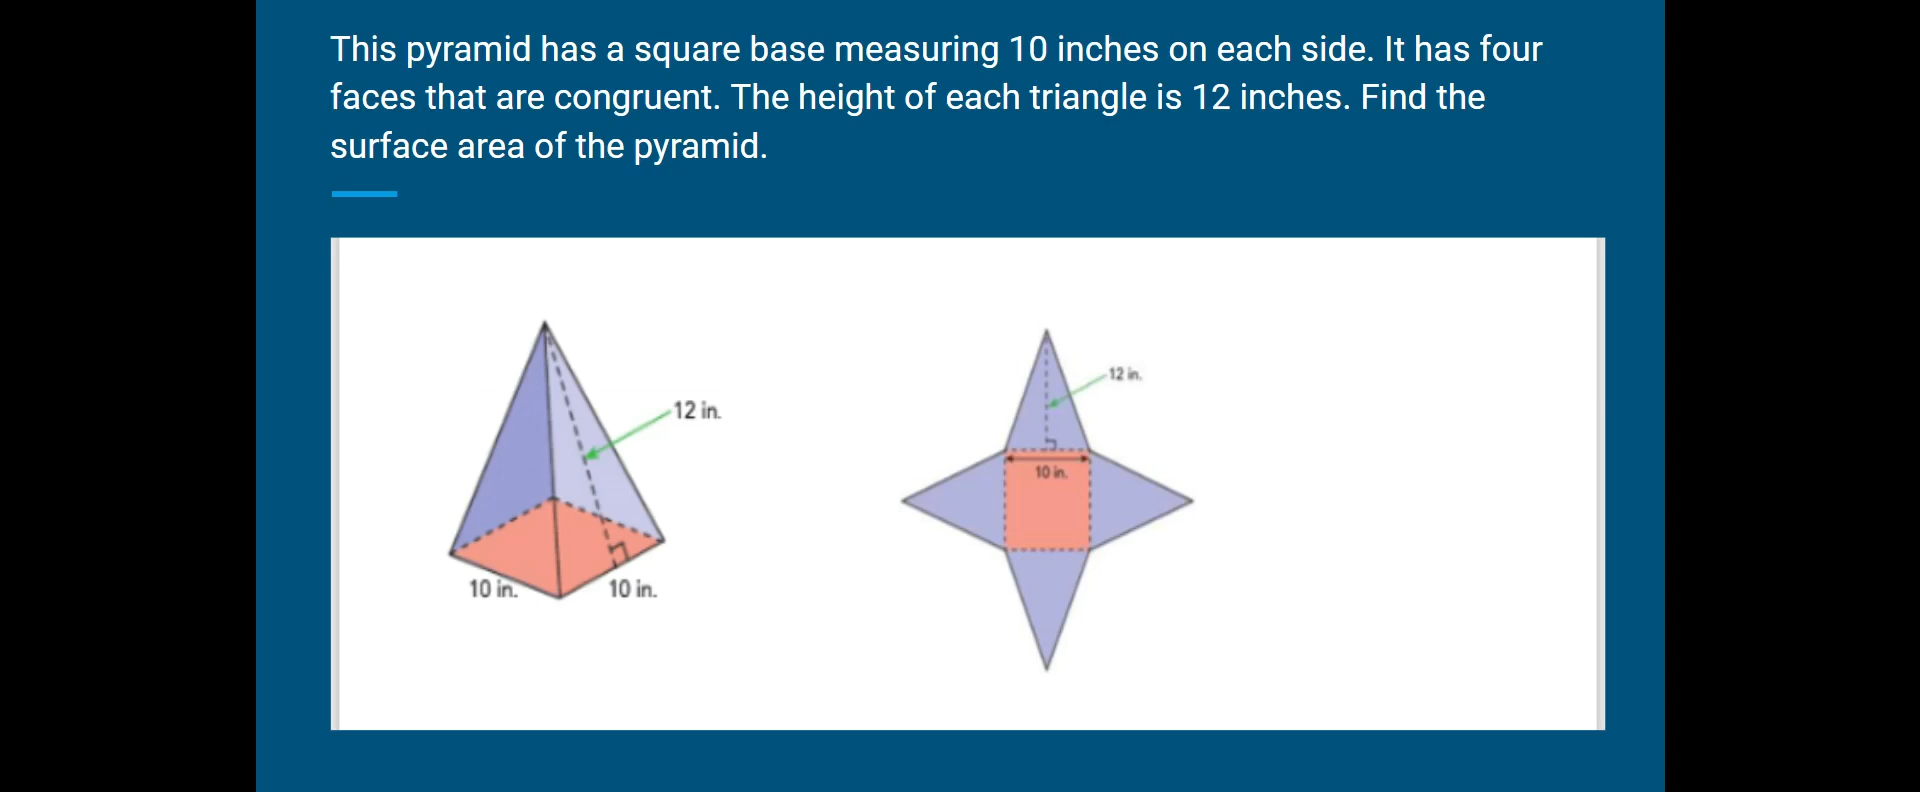 This pyramid has a square base measuring 10 inches on each side. It has four
faces that are congruent. The height of each triangle is 12 inches. Find the
surface area of the pyramid.
12 in.
10 in.
10 in.
12 in.
10 in.